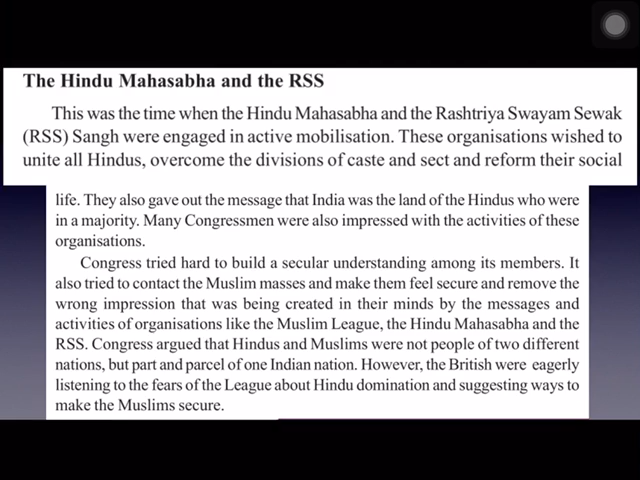 The Hindu Mahasabha and the RSS
This was the time when the Hindu Mahasabha and the Rashtriya Swayam Sewak
(RSS) Sangh were engaged in active mobilisation. These organisations wished to
unite all Hindus, overcome the divisions of caste and sect and reform their social
life. They also gave out the message that India was the land of the Hindus who were
in a majority. Many Congressmen were also impressed with the activities of these
organisations.
Congress tried hard to build a secular understanding among its members. It
also tried to contact the Muslim masses and make them feel secure and remove the
wrong impression that was being created in their minds by the messages and
activities of organisations like the Muslim League, the Hindu Mahasabha and the
RSS. Congress argued that Hindus and Muslims were not people of two different
nations, but part and parcel of one Indian nation. However, the British were eagerly
listening to the fears of the League about Hindu domination and suggesting ways to
make the Muslims secure.